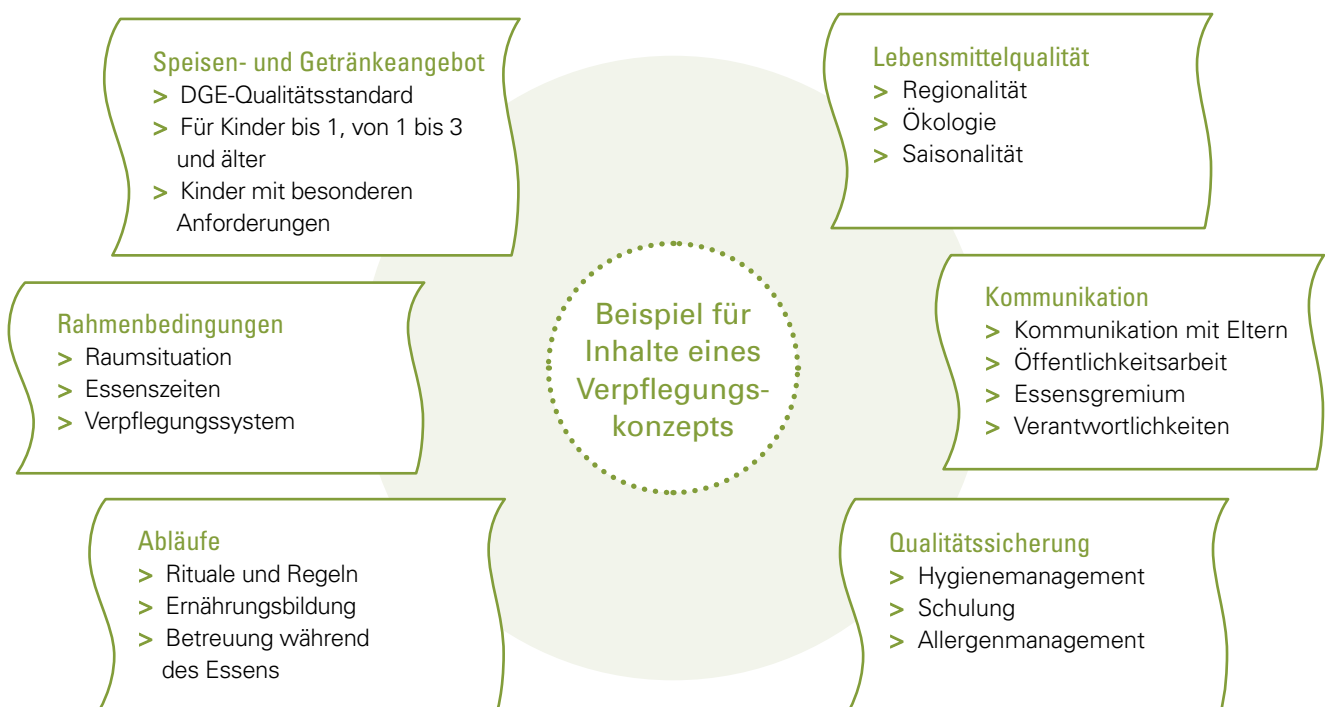 Speisen- und Getränkeangebot
> DGE-Qualitätsstandard
> Für Kinder bis 1, von 1 bis 3
und älter
> Kinder mit besonderen
Anforderungen
Lebensmittelqualität
> Regionalität
> Ökologie
> Saisonalität
Rahmenbedingungen
> Raumsituation
> Essenszeiten
> Verpflegungssystem
Beispiel für
Inhalte eines
Verpflegungs-
konzepts
Kommunikation
> Kommunikation mit Eltern
> Öffentlichkeitsarbeit
> Essensgremium
> Verantwortlichkeiten
Abläufe
> Rituale und Regeln
> Ernährungsbildung
> Betreuung während
des Essens
Qualitätssicherung
> Hygienemanagement
> Schulung
> Allergenmanagement